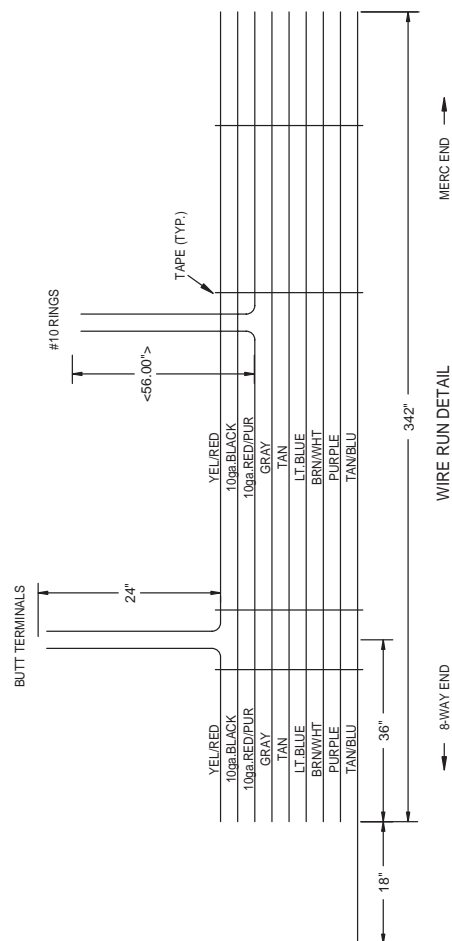 BUTT TERMINALS
24"
#10 RINGS
<56.00">
TAPE (TYP.)
YEL/RED
10ga.BLACK
10ga.RED/PUR
GRAY
TAN
LT.BLUE
BRN/WHT
PURPLE
TAN/BLU
YEL/RED
10ga.BLACK
10ga.RED/PUR
GRAY
TAN
LT.BLUE
BRN/WHT
PURPLE
TAN/BLU
18"
36"
342"
8-WAY END
WIRE RUN DETAIL
MERC END